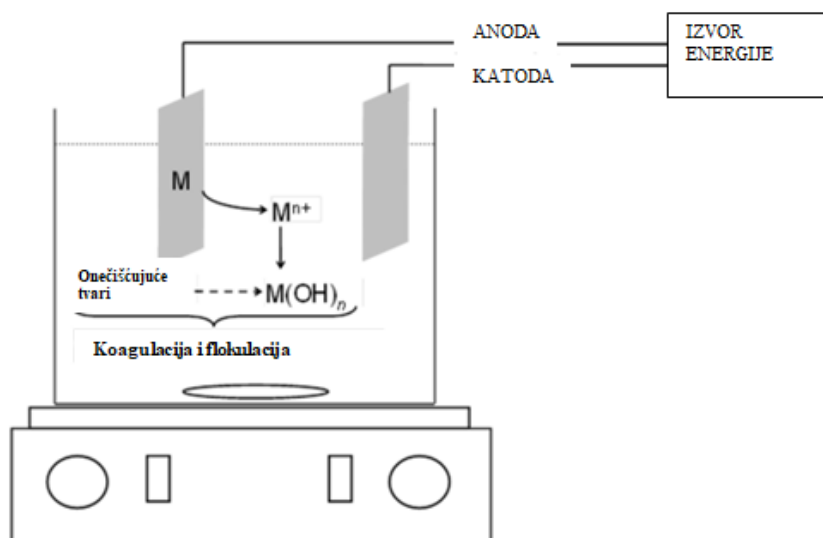 ANODA
KATODA
IZVOR
ENERGIJE
M
Mⁿ⁺
Onečišćujuće
tvari
M(OH)ₙ
Koagulacija i flokulacija